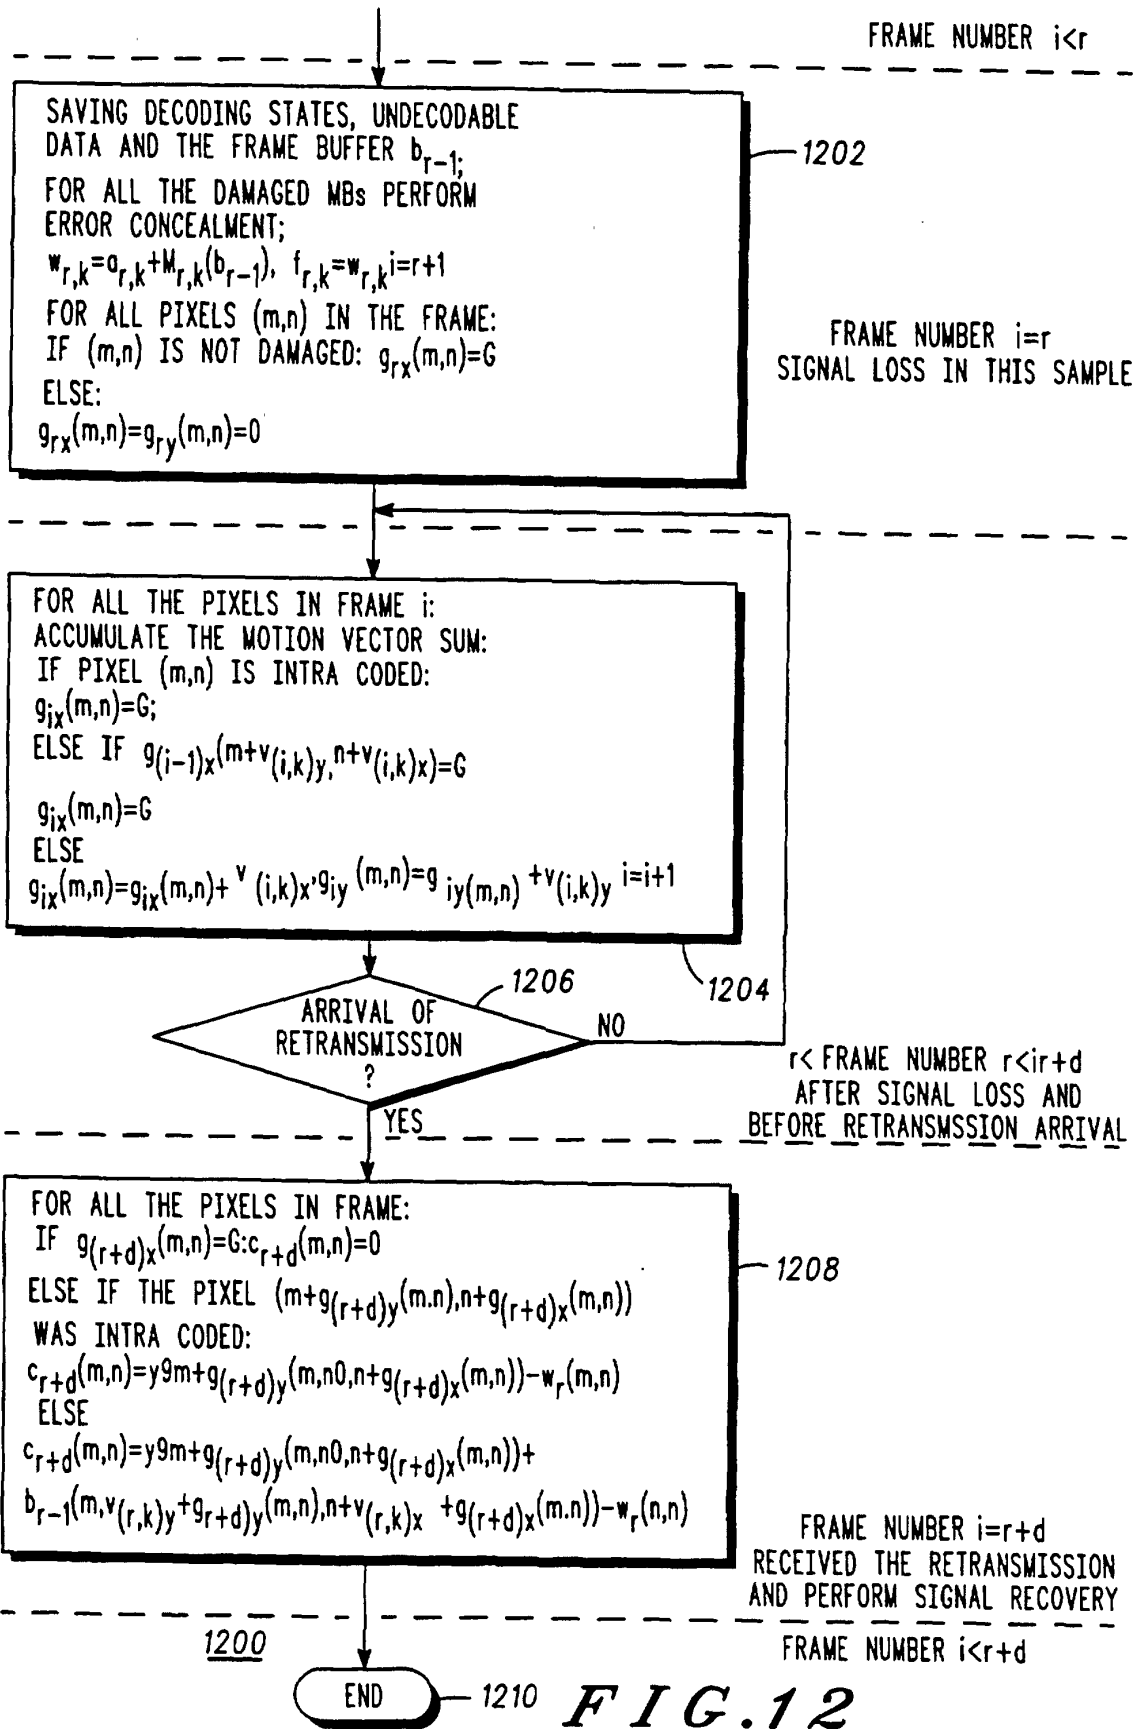 FRAME NUMBER i<r
SAVING DECODING STATES, UNDECODABLE
DATA AND THE FRAME BUFFER b_{r-1};
FOR ALL THE DAMAGED MBs PERFORM
ERROR CONCEALMENT;
w_{r,k}=a_{r,k}+M_{r,k}(b_{r-1}), f_{r,k}=w_{r,k} i=r+1
FOR ALL PIXELS (m,n) IN THE FRAME:
IF (m,n) IS NOT DAMAGED: g_{rx}(m,n)=G
ELSE:
g_{rx}(m,n)=g_{ry}(m,n)=0
1202
FRAME NUMBER i=r
SIGNAL LOSS IN THIS SAMPLE
FOR ALL THE PIXELS IN FRAME i:
ACCUMULATE THE MOTION VECTOR SUM:
IF PIXEL (m,n) IS INTRA CODED:
g_{ix}(m,n)=G;
ELSE IF g_{(i-1)x}(m+v_{(i,k)y},n+v_{(i,k)x})=G
g_{ix}(m,n)=G
ELSE
g_{ix}(m,n)=g_{ix}(m,n)+ v_{(i,k)x},g_{iy}(m,n)=g_{iy(m,n)} +v_{(i,k)y} i=i+1
1204
1206
ARRIVAL OF
RETRANSMISSION
?
NO
YES
r< FRAME NUMBER r<ir+d
AFTER SIGNAL LOSS AND
BEFORE RETRANSMSSION ARRIVAL
FOR ALL THE PIXELS IN FRAME:
IF g_{(r+d)x}(m,n)=G:c_{r+d}(m,n)=0
ELSE IF THE PIXEL (m+g_{(r+d)y}(m.n),n+g_{(r+d)x}(m,n))
WAS INTRA CODED:
c_{r+d}(m,n)=y9m+g_{(r+d)y}(m,n0,n+g_{(r+d)x}(m,n))-w_r(m,n)
ELSE
c_{r+d}(m,n)=y9m+g_{(r+d)y}(m,n0,n+g_{(r+d)x}(m,n))+
b_{r-1}(m,v_{(r,k)y}+g_{r+d)y}(m,n),n+v_{(r,k)x} +g_{(r+d)x}(m.n))-w_r(n,n)
1208
FRAME NUMBER i=r+d
RECEIVED THE RETRANSMISSION
AND PERFORM SIGNAL RECOVERY
FRAME NUMBER i<r+d
1200
END
1210
FIG.12